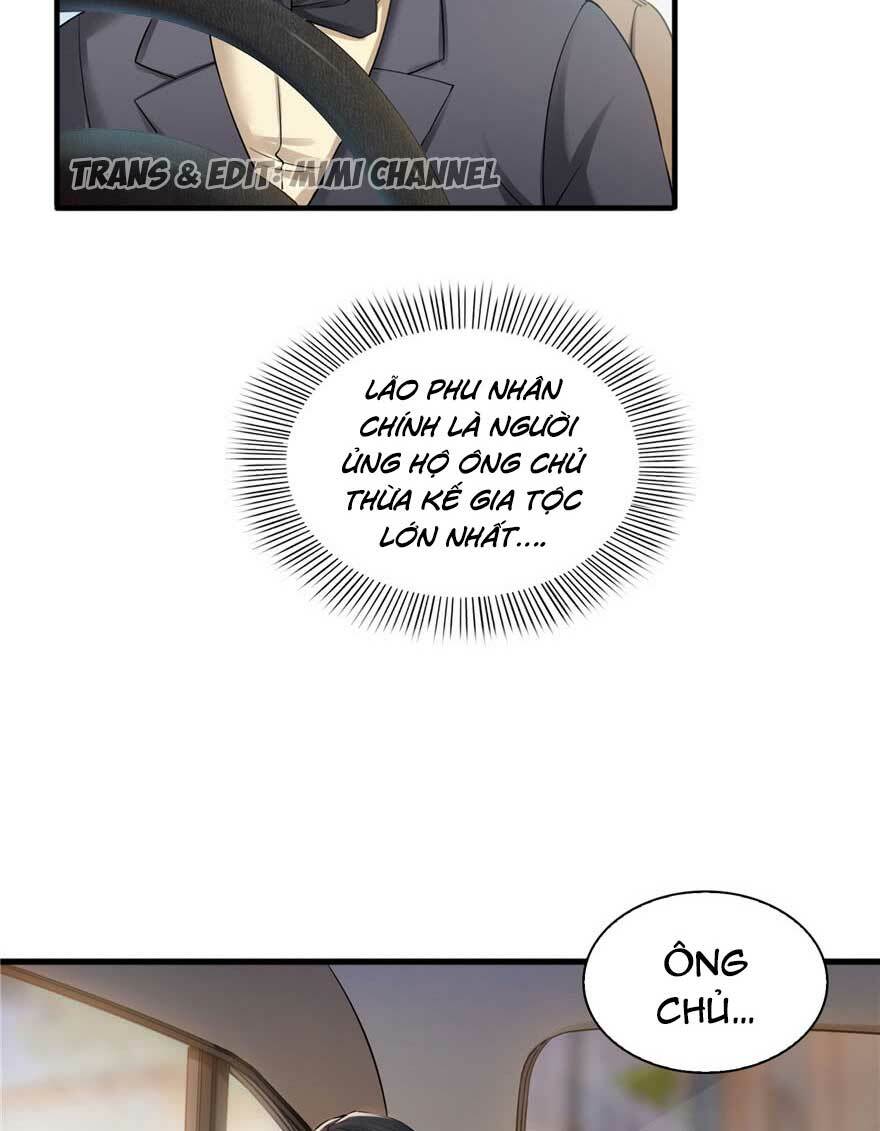 TRANS & EDIT: MIMI CHANNEL
LÃO PHU NHÂN
CHÍNH LÀ NGƯỜI
ỦNG HỘ ÔNG CHỦ
THỪA KẾ GIA TỘC
LỚN NHẤT....
ÔNG
CHỦ...